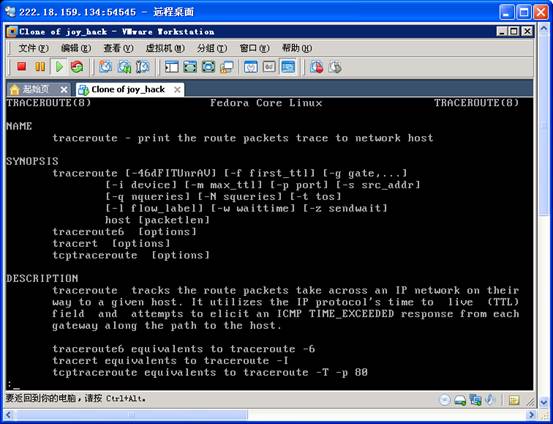 222.18.159.134:54545 - 远程桌面
Clone of joy_hack - VMware Workstation
文件(F) 编辑(E) 查看(V) 虚拟机(M) 分组(T) 窗口(W) 帮助(H)
起始页 Clone of joy_hack
TRACEROUTE(8) Fedora Core Linux TRACEROUTE(8)
NAME
traceroute - print the route packets trace to network host
SYNOPSIS
traceroute [-46dFITUnrAV] [-f first_ttl] [-g gate,...]
[-i device] [-m max_ttl] [-p port] [-s src_addr]
[-q nqueries] [-N squeries] [-t tos]
[-l flow_label] [-w waittime] [-z sendwait]
host [packetlen]
traceroute6 [options]
tracert [options]
tcptraceroute [options]
DESCRIPTION
traceroute tracks the route packets take across an IP network on their
way to a given host. It utilizes the IP protocol's time to live (TTL)
field and attempts to elicit an ICMP TIME_EXCEEDED response from each
gateway along the path to the host.
traceroute6 equivalents to traceroute -6
tracert equivalents to traceroute -I
tcptraceroute equivalents to traceroute -T -p 80
:_
要返回到你的电脑，请按 Ctrl+Alt。